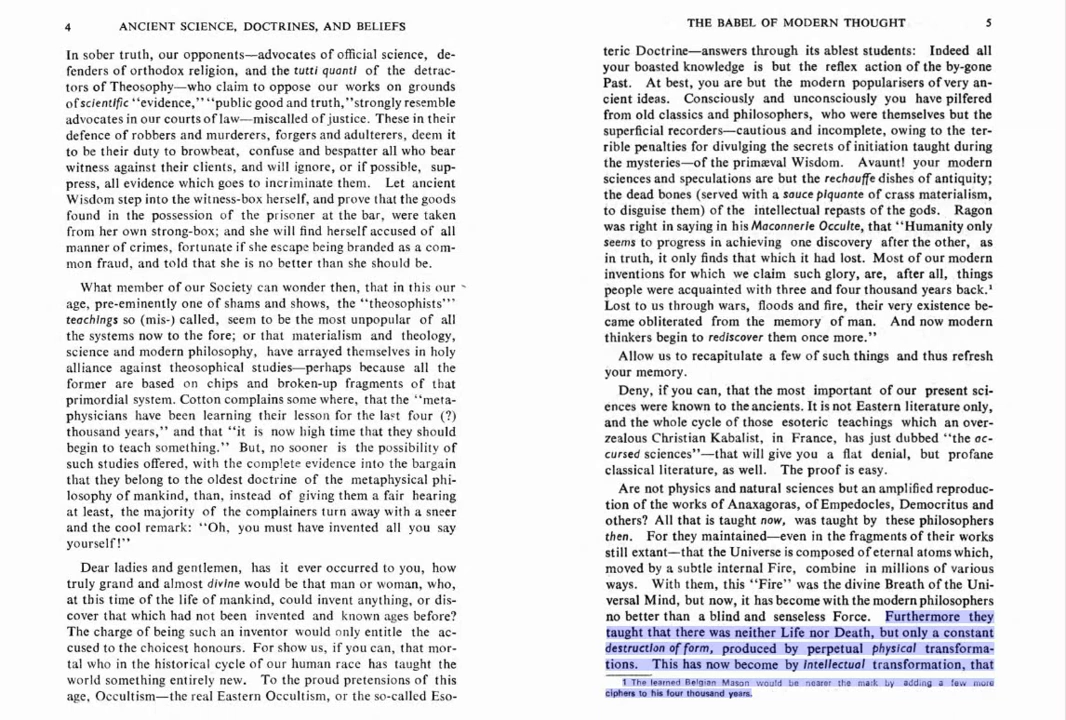 4 ANCIENT SCIENCE, DOCTRINES, AND BELIEFS
In sober truth, our opponents—advocates of official science, de-
fenders of orthodox religion, and the tutti quanti of the detrac-
tors of Theosophy—who claim to oppose our works on grounds
of scientific "evidence," "public good and truth," strongly resemble
advocates in our courts of law—miscalled of justice. These in their
defence of robbers and murderers, forgers and adulterers, deem it
to be their duty to browbeat, confuse and bespatter all who bear
witness against their clients, and will ignore, or if possible, sup-
press, all evidence which goes to incriminate them. Let ancient
Wisdom step into the witness-box herself, and prove that the goods
found in the possession of the prisoner at the bar, were taken
from her own strong-box; and she will find herself accused of all
manner of crimes, fortunate if she escape being branded as a com-
mon fraud, and told that she is no better than she should be.
What member of our Society can wonder then, that in this our
age, pre-eminently one of shams and shows, the "theosophists'"
teachings so (mis-) called, seem to be the most unpopular of all
the systems now to the fore; or that materialism and theology,
science and modern philosophy, have arrayed themselves in holy
alliance against theosophical studies—perhaps because all the
former are based on chips and broken-up fragments of that
primordial system. Cotton complains some where, that the "meta-
physicians have been learning their lesson for the last four (?)
thousand years," and that "it is now high time that they should
begin to teach something." But, no sooner is the possibility of
such studies offered, with the complete evidence into the bargain
that they belong to the oldest doctrine of the metaphysical phi-
losophy of mankind, than, instead of giving them a fair hearing
at least, the majority of the complainers turn away with a sneer
and the cool remark: "Oh, you must have invented all you say
yourself!"
Dear ladies and gentlemen, has it ever occurred to you, how
truly grand and almost divine would be that man or woman, who,
at this time of the life of mankind, could invent anything, or dis-
cover that which had not been invented and known ages before?
The charge of being such an inventor would only entitle the ac-
cused to the choicest honours. For show us, if you can, that mor-
tal who in the historical cycle of our human race has taught the
world something entirely new. To the proud pretensions of this
age, Occultism—the real Eastern Occultism, or the so-called Eso-
THE BABEL OF MODERN THOUGHT 5
teric Doctrine—answers through its ablest students: Indeed all
your boasted knowledge is but the reflex action of the by-gone
Past. At best, you are but the modern popularisers of very an-
cient ideas. Consciously and unconsciously you have pilfered
from old classics and philosophers, who were themselves but the
superficial recorders—cautious and incomplete, owing to the ter-
rible penalties for divulging the secrets of initiation taught during
the mysteries—of the primæval Wisdom. Avaunt! your modern
sciences and speculations are but the rechauffe dishes of antiquity;
the dead bones (served with a sauce piquante of crass materialism,
to disguise them) of the intellectual repasts of the gods. Ragon
was right in saying in his Maconnerie Occulte, that "Humanity only
seems to progress in achieving one discovery after the other, as
in truth, it only finds that which it had lost. Most of our modern
inventions for which we claim such glory, are, after all, things
people were acquainted with three and four thousand years back.¹
Lost to us through wars, floods and fire, their very existence be-
came obliterated from the memory of man. And now modern
thinkers begin to rediscover them once more."
Allow us to recapitulate a few of such things and thus refresh
your memory.
Deny, if you can, that the most important of our present sci-
ences were known to the ancients. It is not Eastern literature only,
and the whole cycle of those esoteric teachings which an over-
zealous Christian Kabalist, in France, has just dubbed "the ac-
cursed sciences"—that will give you a flat denial, but profane
classical literature, as well. The proof is easy.
Are not physics and natural sciences but an amplified reproduc-
tion of the works of Anaxagoras, of Empedocles, Democritus and
others? All that is taught now, was taught by these philosophers
then. For they maintained—even in the fragments of their works
still extant—that the Universe is composed of eternal atoms which,
moved by a subtle internal Fire, combine in millions of various
ways. With them, this "Fire" was the divine Breath of the Uni-
versal Mind, but now, it has become with the modern philosophers
no better than a blind and senseless Force. Furthermore they
taught that there was neither Life nor Death, but only a constant
destruction of form, produced by perpetual physical transforma-
tions. This has now become by intellectual transformation, that
1 The learned Belgian Mason would be nearer the mark by adding a few more
ciphers to his four thousand years.